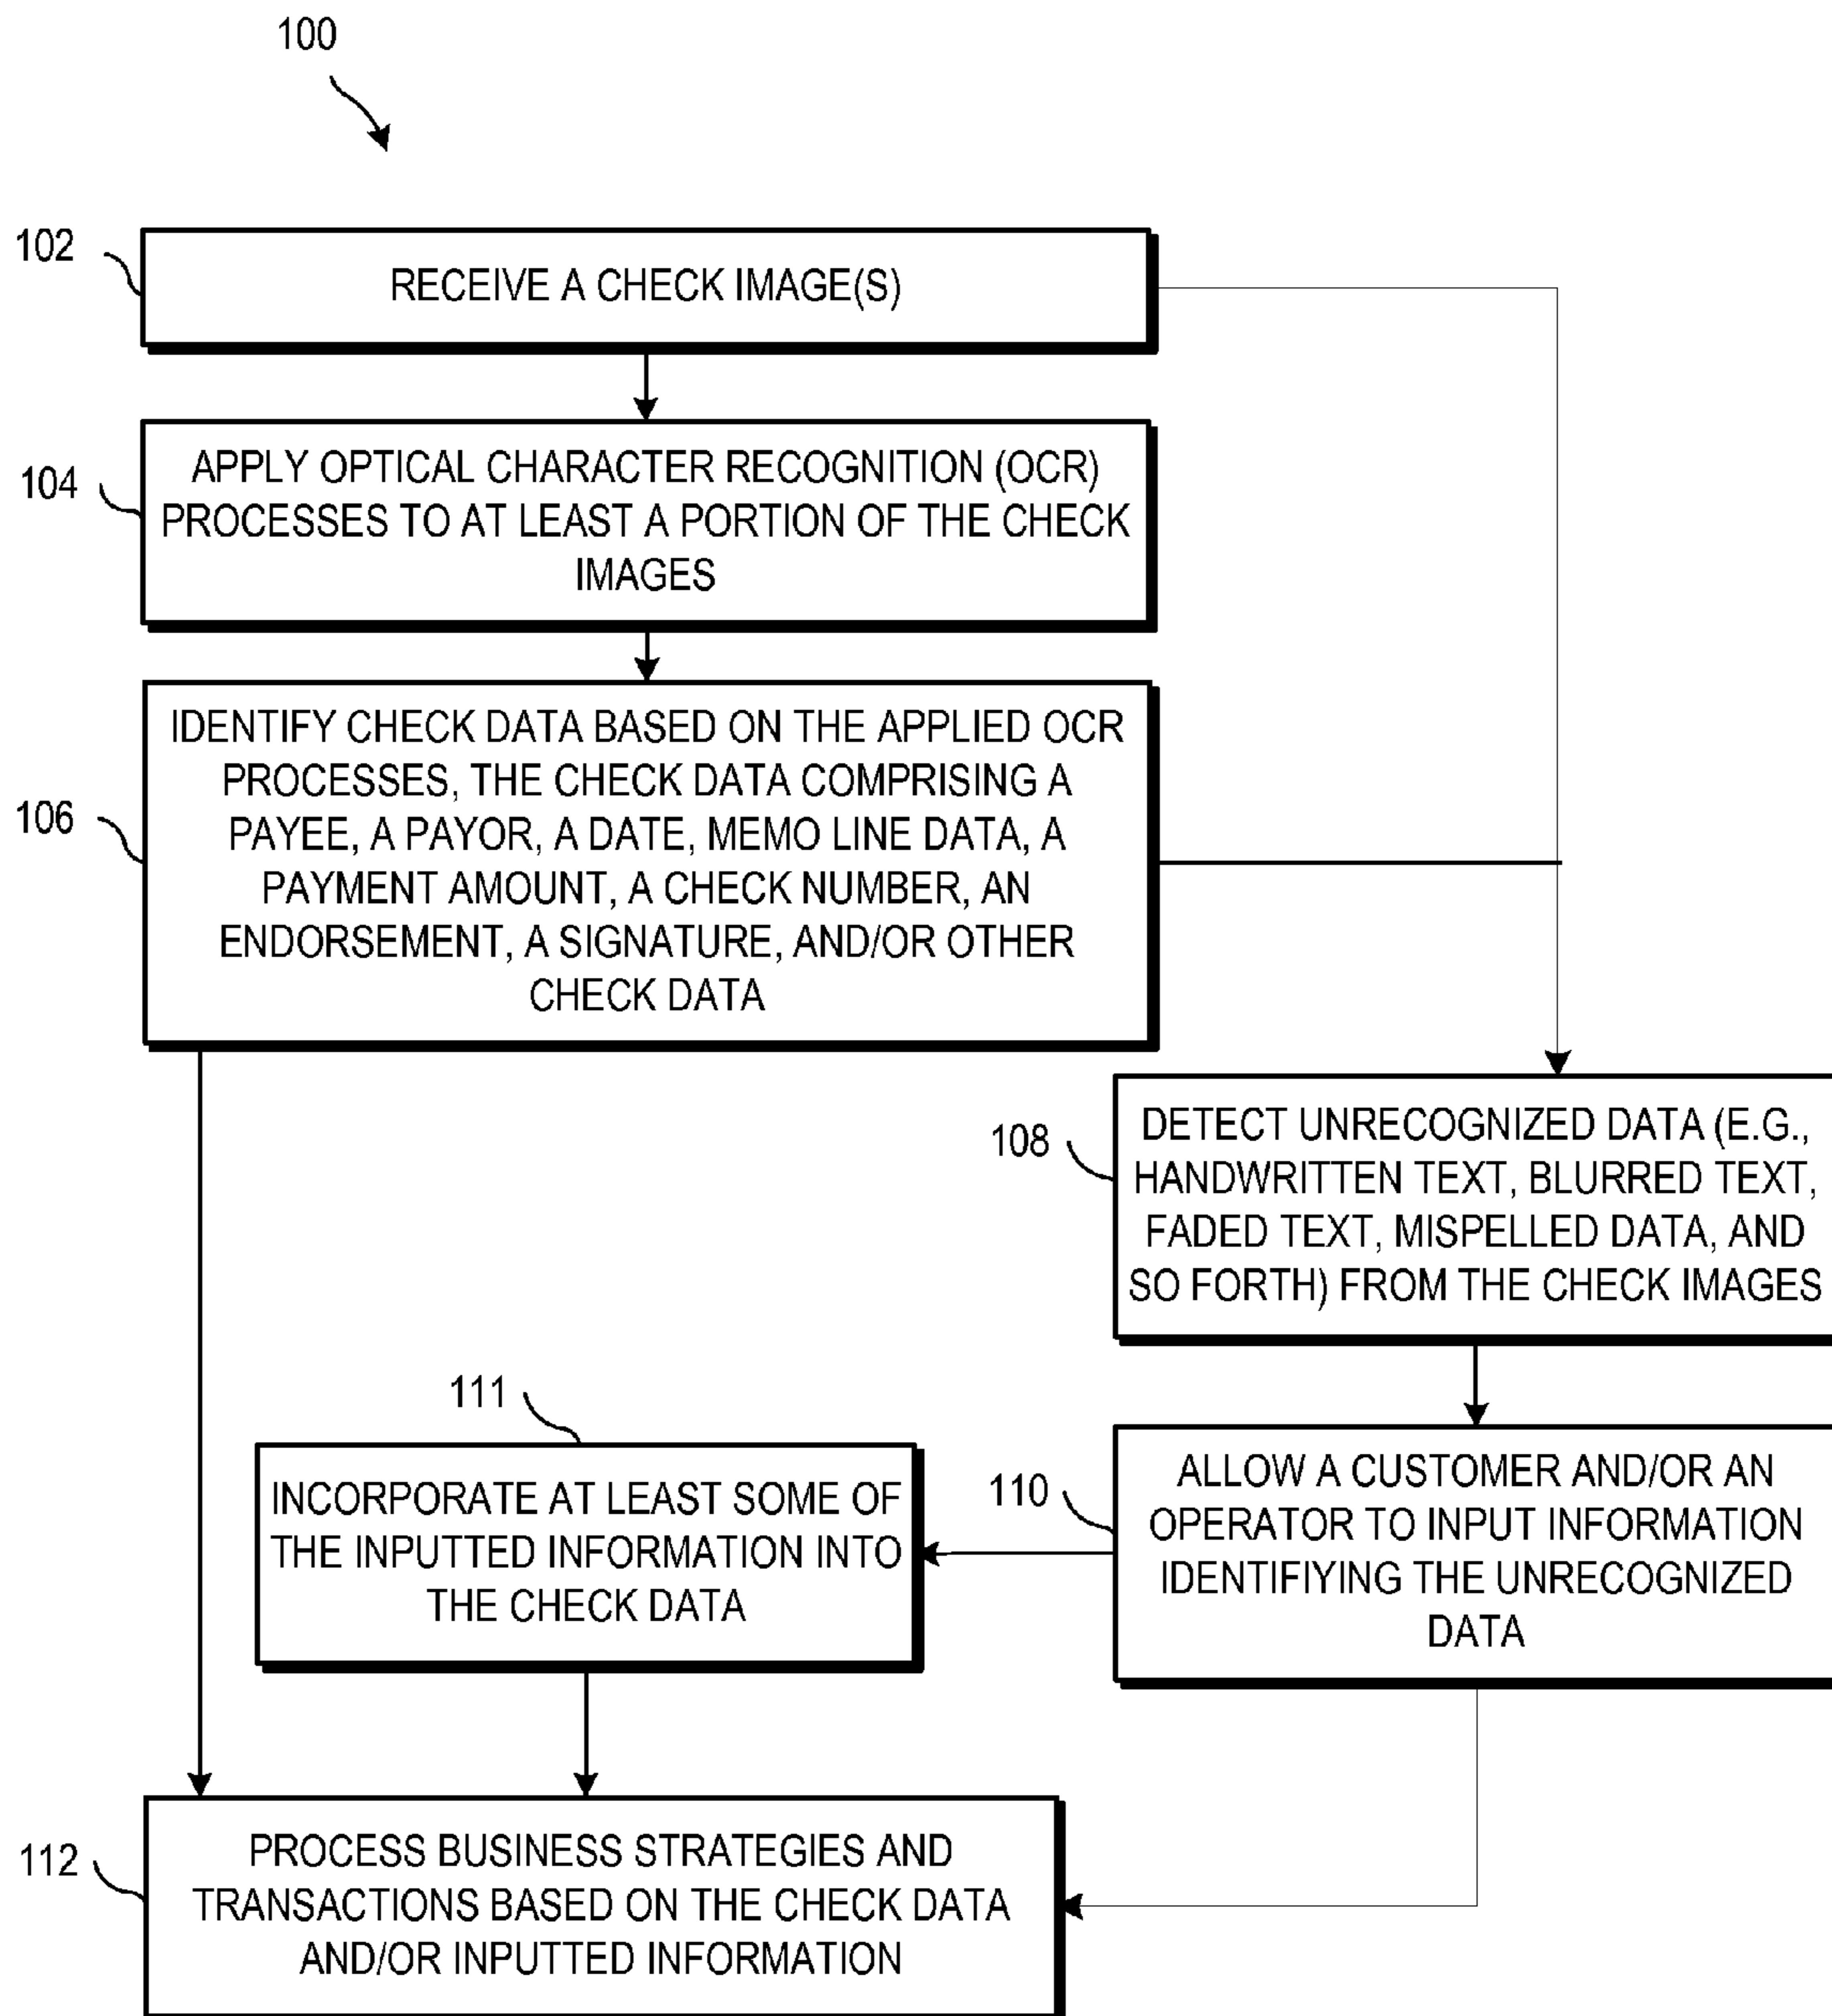 100
102
RECEIVE A CHECK IMAGE(S)
104
APPLY OPTICAL CHARACTER RECOGNITION (OCR)
PROCESSES TO AT LEAST A PORTION OF THE CHECK
IMAGES
106
IDENTIFY CHECK DATA BASED ON THE APPLIED OCR
PROCESSES, THE CHECK DATA COMPRISING A
PAYEE, A PAYOR, A DATE, MEMO LINE DATA, A
PAYMENT AMOUNT, A CHECK NUMBER, AN
ENDORSEMENT, A SIGNATURE, AND/OR OTHER
CHECK DATA
108
DETECT UNRECOGNIZED DATA (E.G.,
HANDWRITTEN TEXT, BLURRED TEXT,
FADED TEXT, MISPELLED DATA, AND
SO FORTH) FROM THE CHECK IMAGES
110
ALLOW A CUSTOMER AND/OR AN
OPERATOR TO INPUT INFORMATION
IDENTIFIYING THE UNRECOGNIZED
DATA
111
INCORPORATE AT LEAST SOME OF
THE INPUTTED INFORMATION INTO
THE CHECK DATA
112
PROCESS BUSINESS STRATEGIES AND
TRANSACTIONS BASED ON THE CHECK DATA
AND/OR INPUTTED INFORMATION